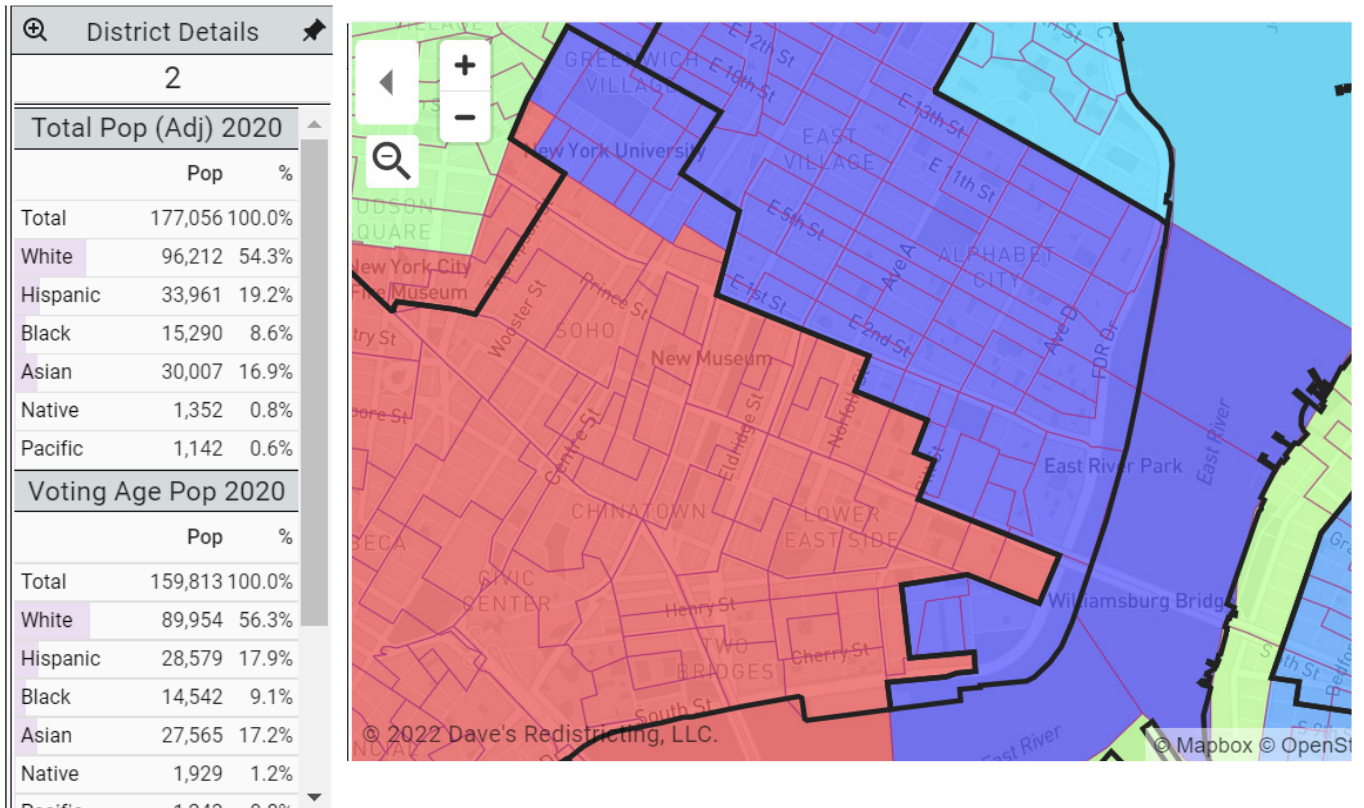 District Details
2
Total Pop (Adj) 2020
Pop %
Total 177,056 100.0%
White 96,212 54.3%
Hispanic 33,961 19.2%
Black 15,290 8.6%
Asian 30,007 16.9%
Native 1,352 0.8%
Pacific 1,142 0.6%
Voting Age Pop 2020
Pop %
Total 159,813 100.0%
White 89,954 56.3%
Hispanic 28,579 17.9%
Black 14,542 9.1%
Asian 27,565 17.2%
Native 1,929 1.2%
+
−
VILLAGE
E 12th St
GREENWICH
VILLAGE
E 10th St
E 13th St
New York University
EAST
VILLAGE
E 11th St
E 5th St
Ave A
ALPHABET
CITY
New York City
Fire Museum
Prince St
E 1st St
Wooster St
SOHO
E 2nd St
Ave D
FDR Dr
New Museum
Norfolk St
Centre St
Eldridge St
Pitt St
East River Park
East River
CHINATOWN
LOWER
EAST SIDE
CIVIC
CENTER
Henry St
Williamsburg Bridg
TWO
BRIDGES
Cherry St
South St
East River
© 2022 Dave's Redistricting, LLC.
© Mapbox © OpenSt